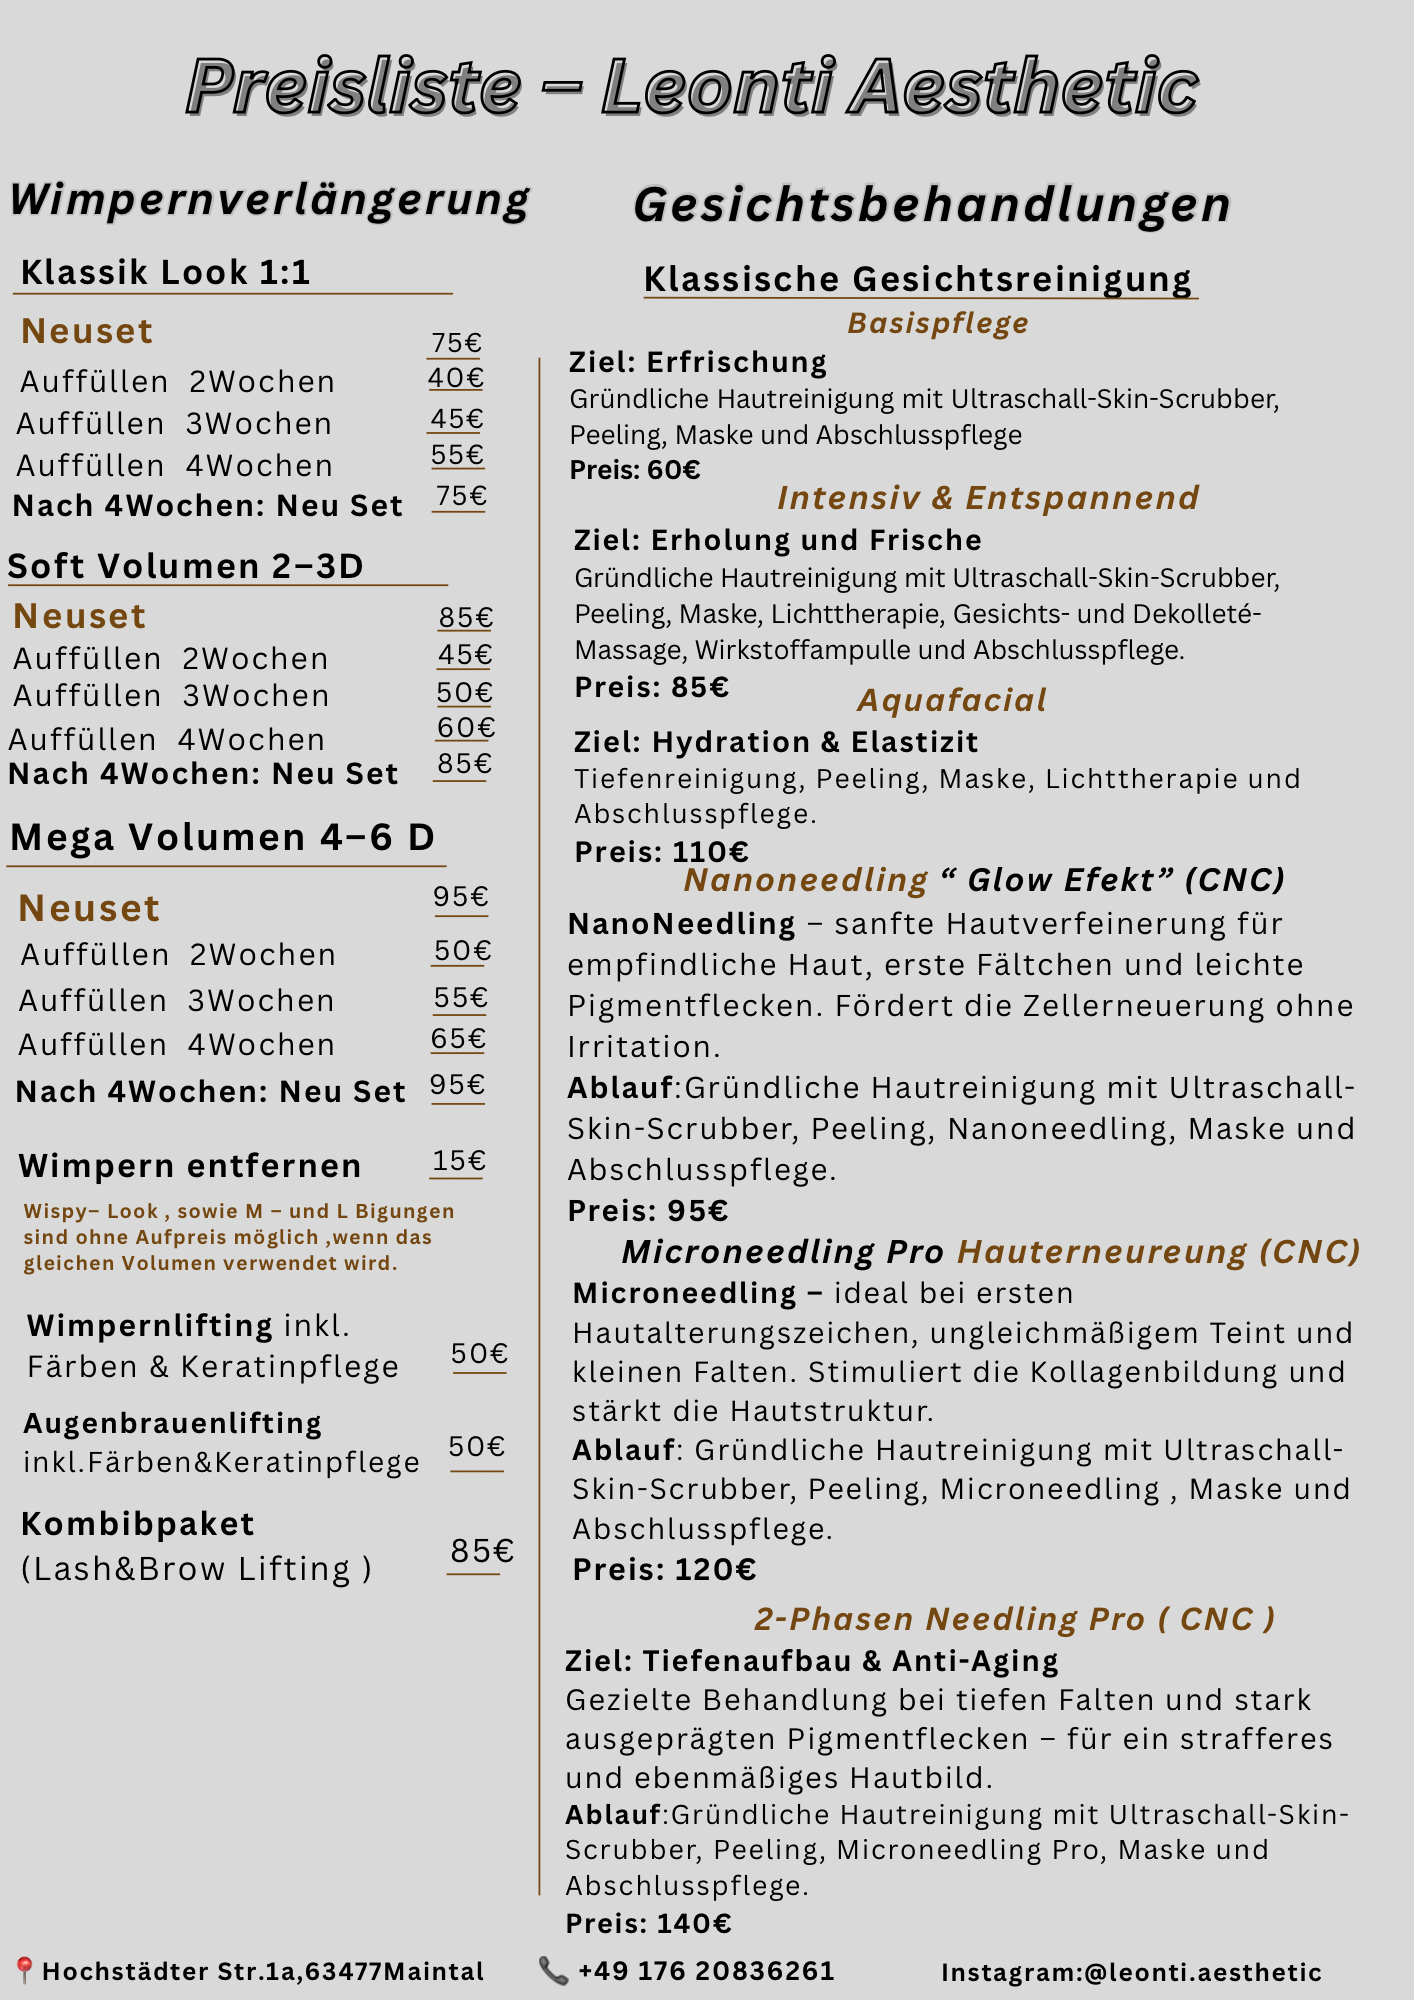 Preisliste – Leonti Aesthetic
Wimpernverlängerung
Klassik Look 1:1
Neuset 75€
Auffüllen 2Wochen 40€
Auffüllen 3Wochen 45€
Auffüllen 4Wochen 55€
Nach 4Wochen: Neu Set 75€
Soft Volumen 2–3D
Neuset 85€
Auffüllen 2Wochen 45€
Auffüllen 3Wochen 50€
Auffüllen 4Wochen 60€
Nach 4Wochen: Neu Set 85€
Mega Volumen 4–6 D
Neuset 95€
Auffüllen 2Wochen 50€
Auffüllen 3Wochen 55€
Auffüllen 4Wochen 65€
Nach 4Wochen: Neu Set 95€
Wimpern entfernen 15€
Wispy– Look , sowie M – und L Bigungen
sind ohne Aufpreis möglich ,wenn das
gleichen Volumen verwendet wird.
Wimpernlifting inkl.
Färben & Keratinpflege 50€
Augenbrauenlifting
inkl.Färben&Keratinpflege 50€
Kombibpaket
(Lash&Brow Lifting ) 85€
Gesichtsbehandlungen
Klassische Gesichtsreinigung
Basispflege
Ziel: Erfrischung
Gründliche Hautreinigung mit Ultraschall-Skin-Scrubber,
Peeling, Maske und Abschlusspflege
Preis: 60€
Intensiv & Entspannend
Ziel: Erholung und Frische
Gründliche Hautreinigung mit Ultraschall-Skin-Scrubber,
Peeling, Maske, Lichttherapie, Gesichts- und Dekolleté-
Massage, Wirkstoffampulle und Abschlusspflege.
Preis: 85€
Aquafacial
Ziel: Hydration & Elastizit
Tiefenreinigung, Peeling, Maske, Lichttherapie und
Abschlusspflege.
Preis: 110€
Nanoneedling “ Glow Efekt” (CNC)
NanoNeedling – sanfte Hautverfeinerung für
empfindliche Haut, erste Fältchen und leichte
Pigmentflecken. Fördert die Zellerneuerung ohne
Irritation.
Ablauf:Gründliche Hautreinigung mit Ultraschall-
Skin-Scrubber, Peeling, Nanoneedling, Maske und
Abschlusspflege.
Preis: 95€
Microneedling Pro Hauterneureung (CNC)
Microneedling – ideal bei ersten
Hautalterungszeichen, ungleichmäßigem Teint und
kleinen Falten. Stimuliert die Kollagenbildung und
stärkt die Hautstruktur.
Ablauf: Gründliche Hautreinigung mit Ultraschall-
Skin-Scrubber, Peeling, Microneedling , Maske und
Abschlusspflege.
Preis: 120€
2-Phasen Needling Pro ( CNC )
Ziel: Tiefenaufbau & Anti-Aging
Gezielte Behandlung bei tiefen Falten und stark
ausgeprägten Pigmentflecken – für ein strafferes
und ebenmäßiges Hautbild.
Ablauf:Gründliche Hautreinigung mit Ultraschall-Skin-
Scrubber, Peeling, Microneedling Pro, Maske und
Abschlusspflege.
Preis: 140€
📍Hochstädter Str.1a,63477Maintal 📞 +49 176 20836261 Instagram:@leonti.aesthetic